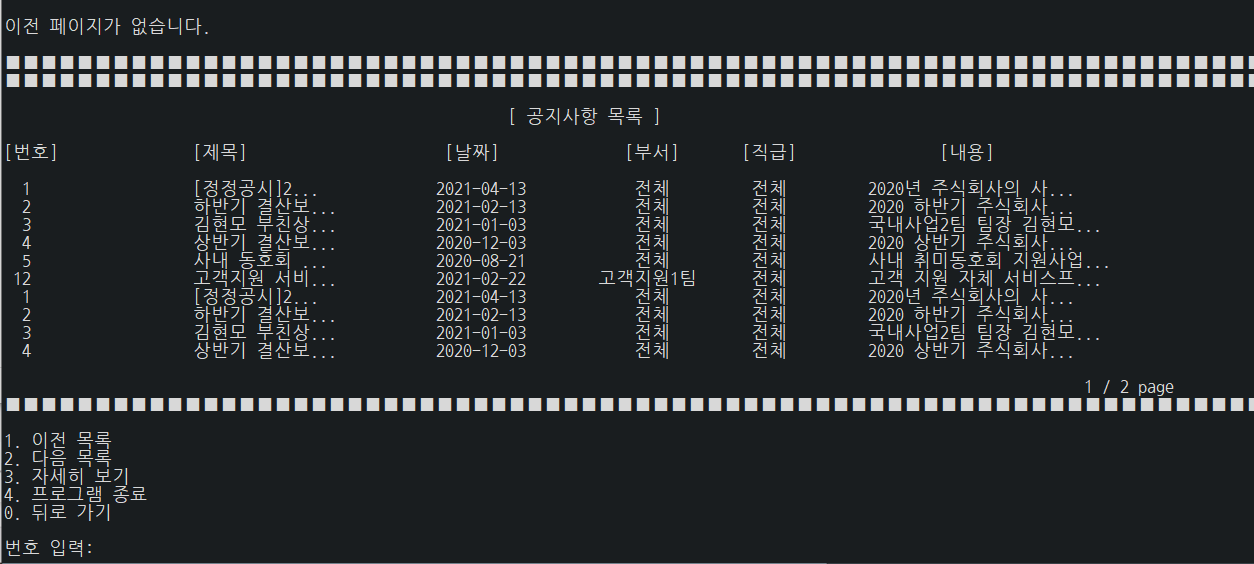 이전 페이지가 없습니다.
■■■■■■■■■■■■■■■■■■■■■■■■■■■■■■■■■■■■■■■■■■■■■■■■■■■■■■■■■■■■■■■■■■■■■
■■■■■■■■■■■■■■■■■■■■■■■■■■■■■■■■■■■■■■■■■■■■■■■■■■■■■■■■■■■■■■■■■■■■■
[ 공지사항 목록 ]
[번호] [제목] [날짜] [부서] [직급] [내용]
1 [정정공시]2... 2021-04-13 전체 전체 2020년 주식회사의 사...
2 하반기 결산보... 2021-02-13 전체 전체 2020 하반기 주식회사...
3 김현모 부친상... 2021-01-03 전체 전체 국내사업2팀 팀장 김현모...
4 상반기 결산보... 2020-12-03 전체 전체 2020 상반기 주식회사...
5 사내 동호회 ... 2020-08-21 전체 전체 사내 취미동호회 지원사업...
12 고객지원 서비... 2021-02-22 고객지원1팀 전체 고객 지원 자체 서비스프...
1 [정정공시]2... 2021-04-13 전체 전체 2020년 주식회사의 사...
2 하반기 결산보... 2021-02-13 전체 전체 2020 하반기 주식회사...
3 김현모 부친상... 2021-01-03 전체 전체 국내사업2팀 팀장 김현모...
4 상반기 결산보... 2020-12-03 전체 전체 2020 상반기 주식회사...
1 / 2 page
■■■■■■■■■■■■■■■■■■■■■■■■■■■■■■■■■■■■■■■■■■■■■■■■■■■■■■■■■■■■■■■■■■■■■
1. 이전 목록
2. 다음 목록
3. 자세히 보기
4. 프로그램 종료
0. 뒤로 가기
번호 입력: